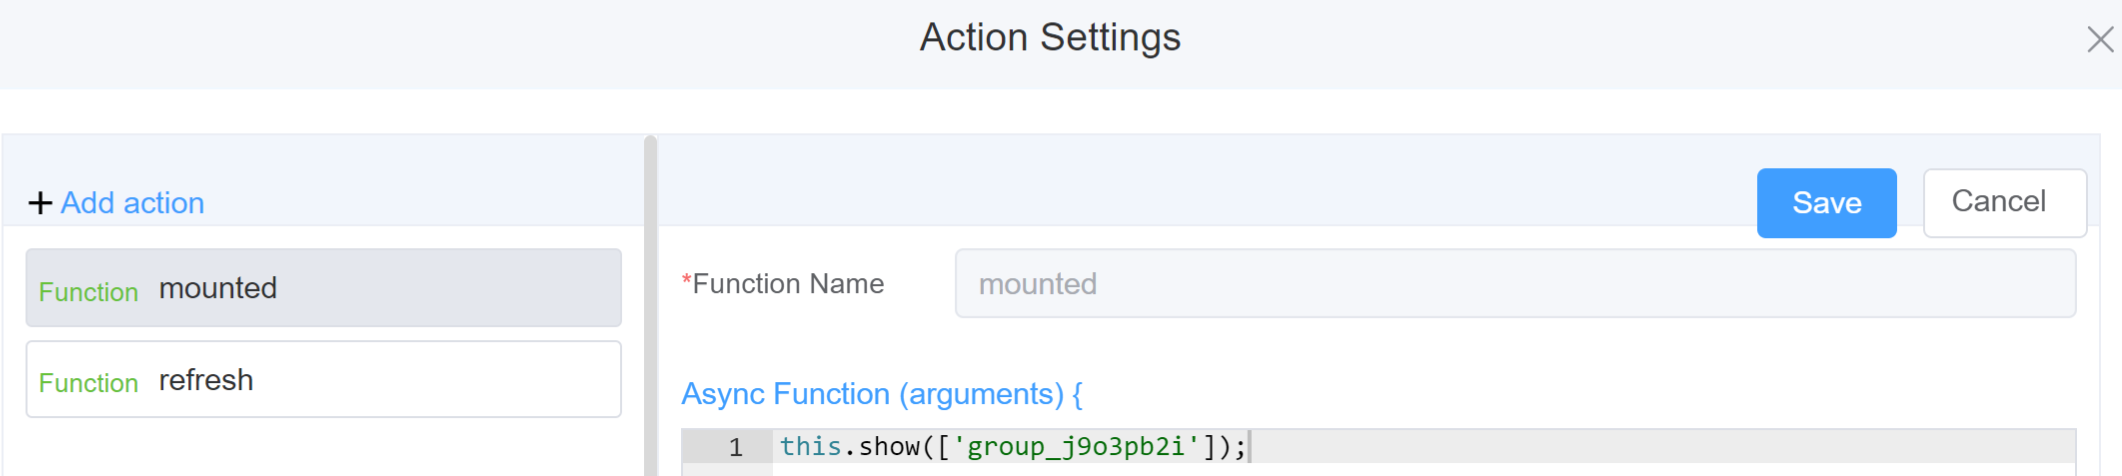 Action Settings
+ Add action
Save
Cancel
Function mounted
Function refresh
*Function Name
mounted
Async Function (arguments) {
1 this.show(['group_j9o3pb2i']);